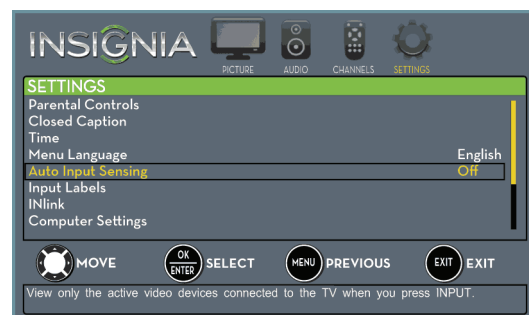 INSIGNIA
PICTURE AUDIO CHANNELS SETTINGS
SETTINGS
Parental Controls
Closed Caption
Time
Menu Language English
Auto Input Sensing Off
Input Labels
INlink
Computer Settings
MOVE OK ENTER SELECT MENU PREVIOUS EXIT EXIT
View only the active video devices connected to the TV when you press INPUT.